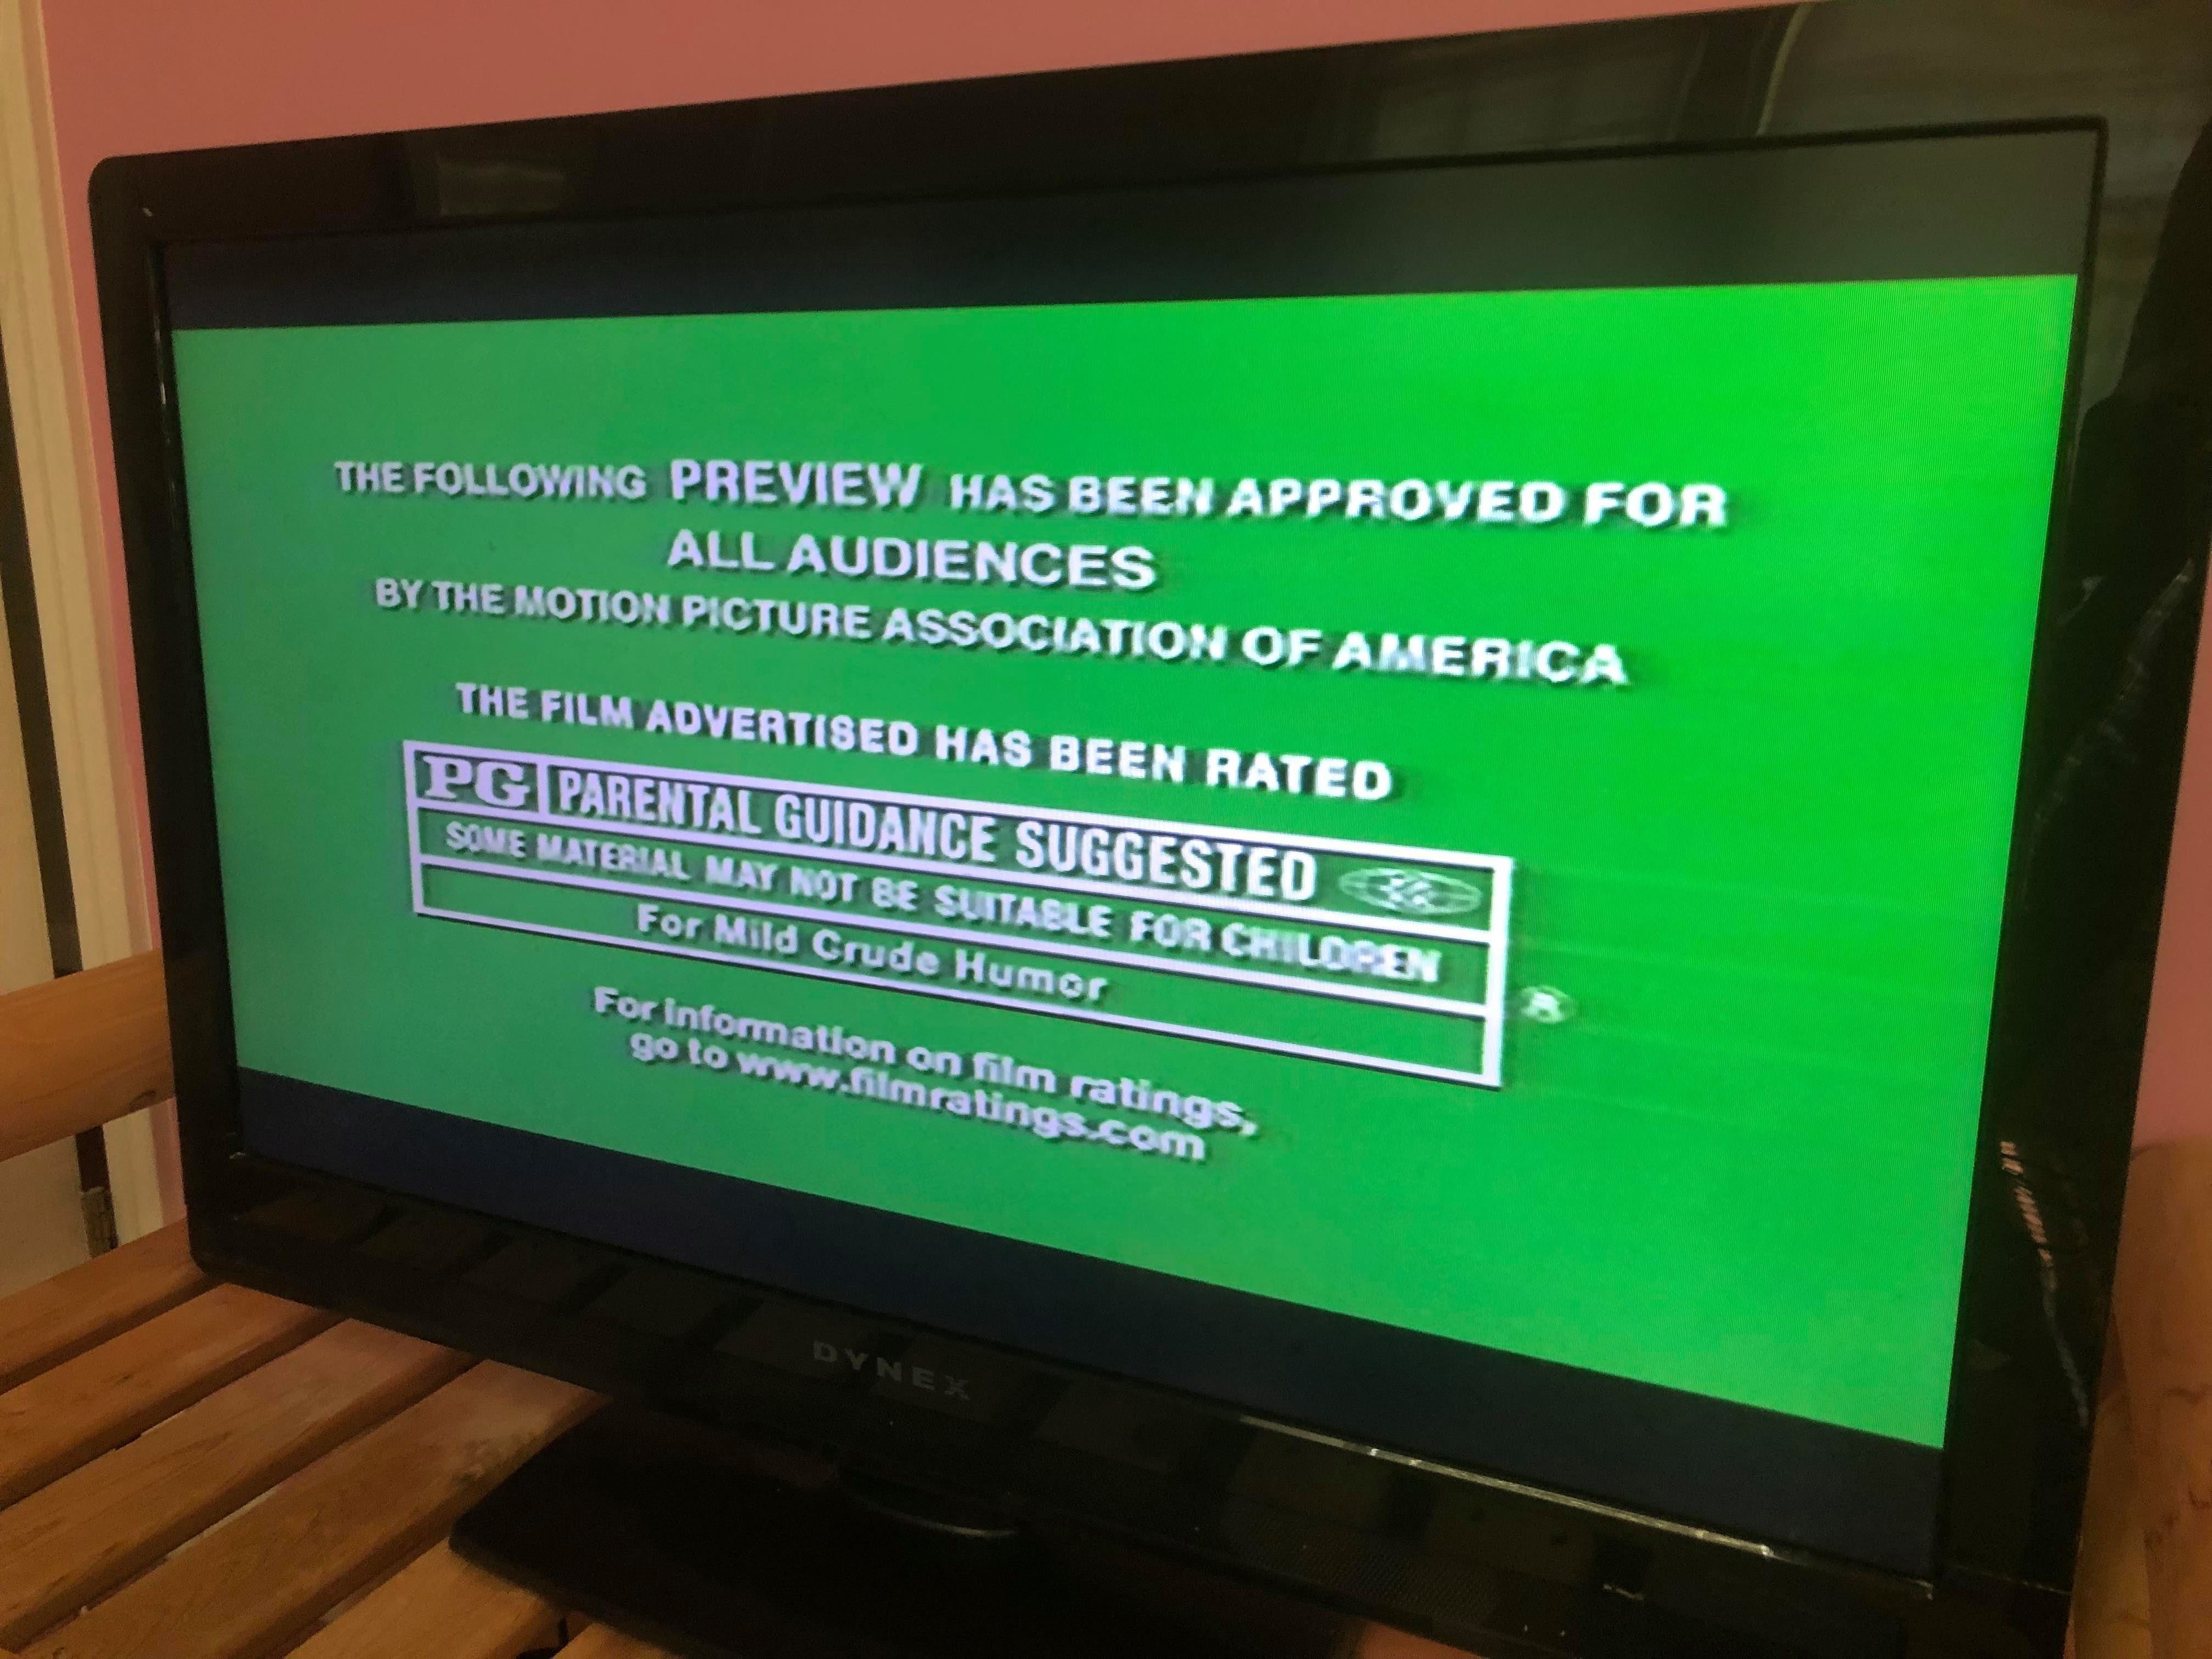 THE FOLLOWING PREVIEW HAS BEEN APPROVED FOR
ALL AUDIENCES
BY THE MOTION PICTURE ASSOCIATION OF AMERICA
THE FILM ADVERTISED HAS BEEN RATED
PG PARENTAL GUIDANCE SUGGESTED
SOME MATERIAL MAY NOT BE SUITABLE FOR CHILDREN
For Mild Crude Humor
®
For information on film ratings,
go to www.filmratings.com
DYNEX